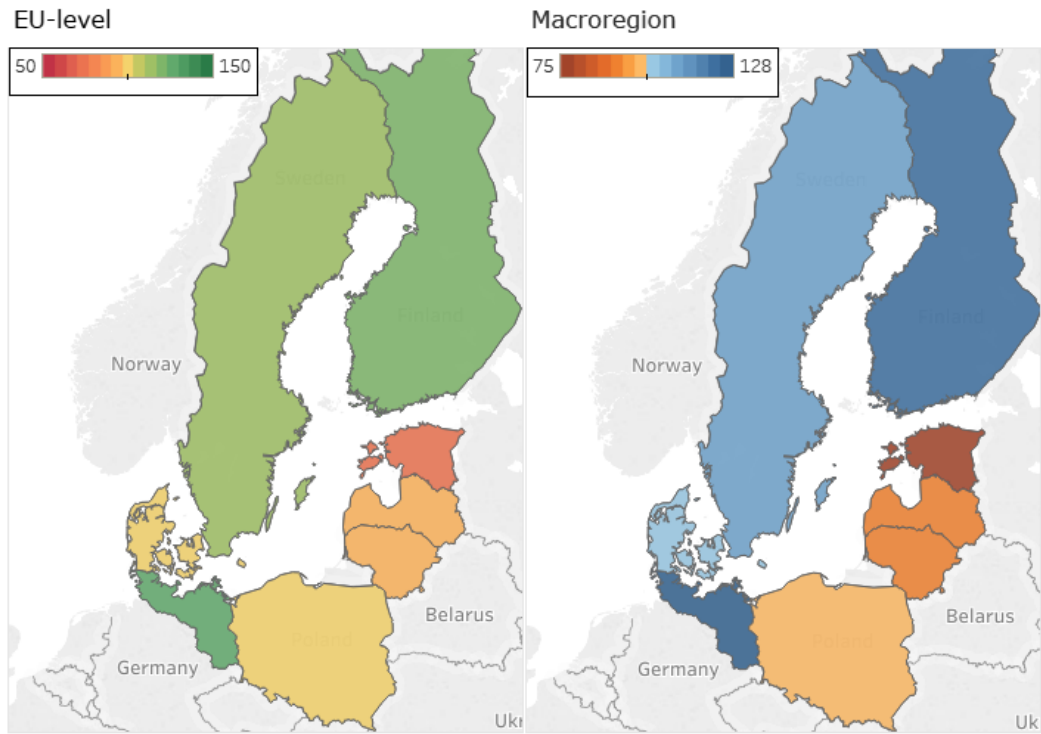 EU-level
50 150
Sweden
Finland
Norway
Poland
Belarus
Germany
Ukr
Macroregion
75 128
Sweden
Finland
Norway
Poland
Belarus
Germany
Uk